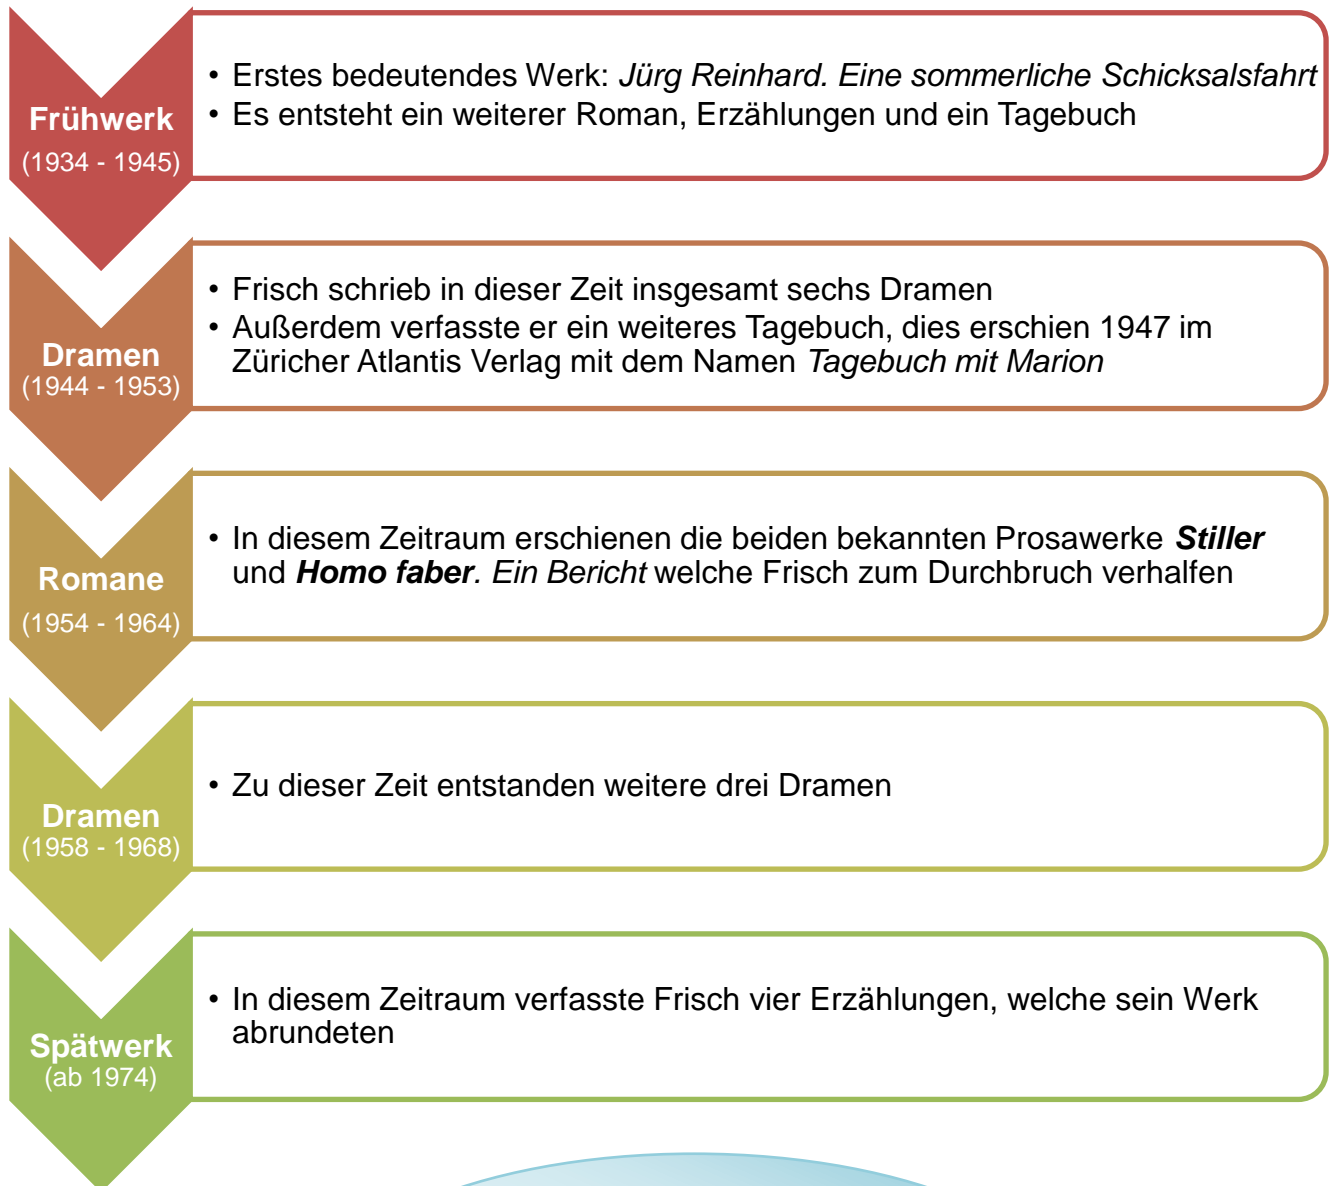 Frühwerk
(1934 - 1945)
• Erstes bedeutendes Werk: Jürg Reinhard. Eine sommerliche Schicksalsfahrt
• Es entsteht ein weiterer Roman, Erzählungen und ein Tagebuch
Dramen
(1944 - 1953)
• Frisch schrieb in dieser Zeit insgesamt sechs Dramen
• Außerdem verfasste er ein weiteres Tagebuch, dies erschien 1947 im
Züricher Atlantis Verlag mit dem Namen Tagebuch mit Marion
Romane
(1954 - 1964)
• In diesem Zeitraum erschienen die beiden bekannten Prosawerke Stiller
und Homo faber. Ein Bericht welche Frisch zum Durchbruch verhalfen
Dramen
(1958 - 1968)
• Zu dieser Zeit entstanden weitere drei Dramen
Spätwerk
(ab 1974)
• In diesem Zeitraum verfasste Frisch vier Erzählungen, welche sein Werk
abrundeten